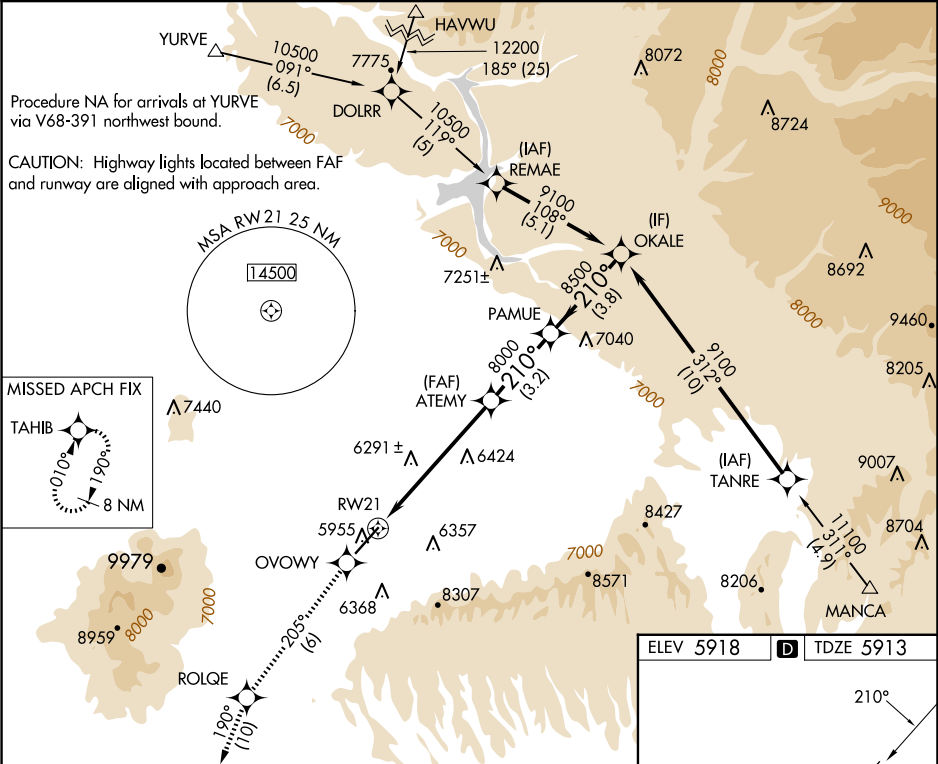 HAVWU
YURVE
10500
091°
(6.5)
7775
12200
185° (25)
8072
8000
DOLRR
Procedure NA for arrivals at YURVE
via V68-391 northwest bound.
7000
10500
119°
(5)
8724
CAUTION: Highway lights located between FAF
and runway are aligned with approach area.
(IAF)
REMAE
9100
108°
(5.1)
(IF)
OKALE
9000
MSA RW21 25 NM
14500
7000
7251±
8692
8500
210°
(3.8)
8000
PAMUE
7040
9460
8000
210°
(3.2)
9100
312°
(10)
8205
(FAF)
ATEMY
7000
MISSED APCH FIX
TAHIB
010°
190°
8 NM
7440
6291±
6424
(IAF)
TANRE
9007
RW21
5955
6357
8427
11100
311°
(4.9)
8704
OVOWY
7000
8571
9979
7000
6368
8307
8206
MANCA
8959
8000
205°
(6)
ELEV 5918
D
TDZE 5913
ROLQE
190°
(10)
210°